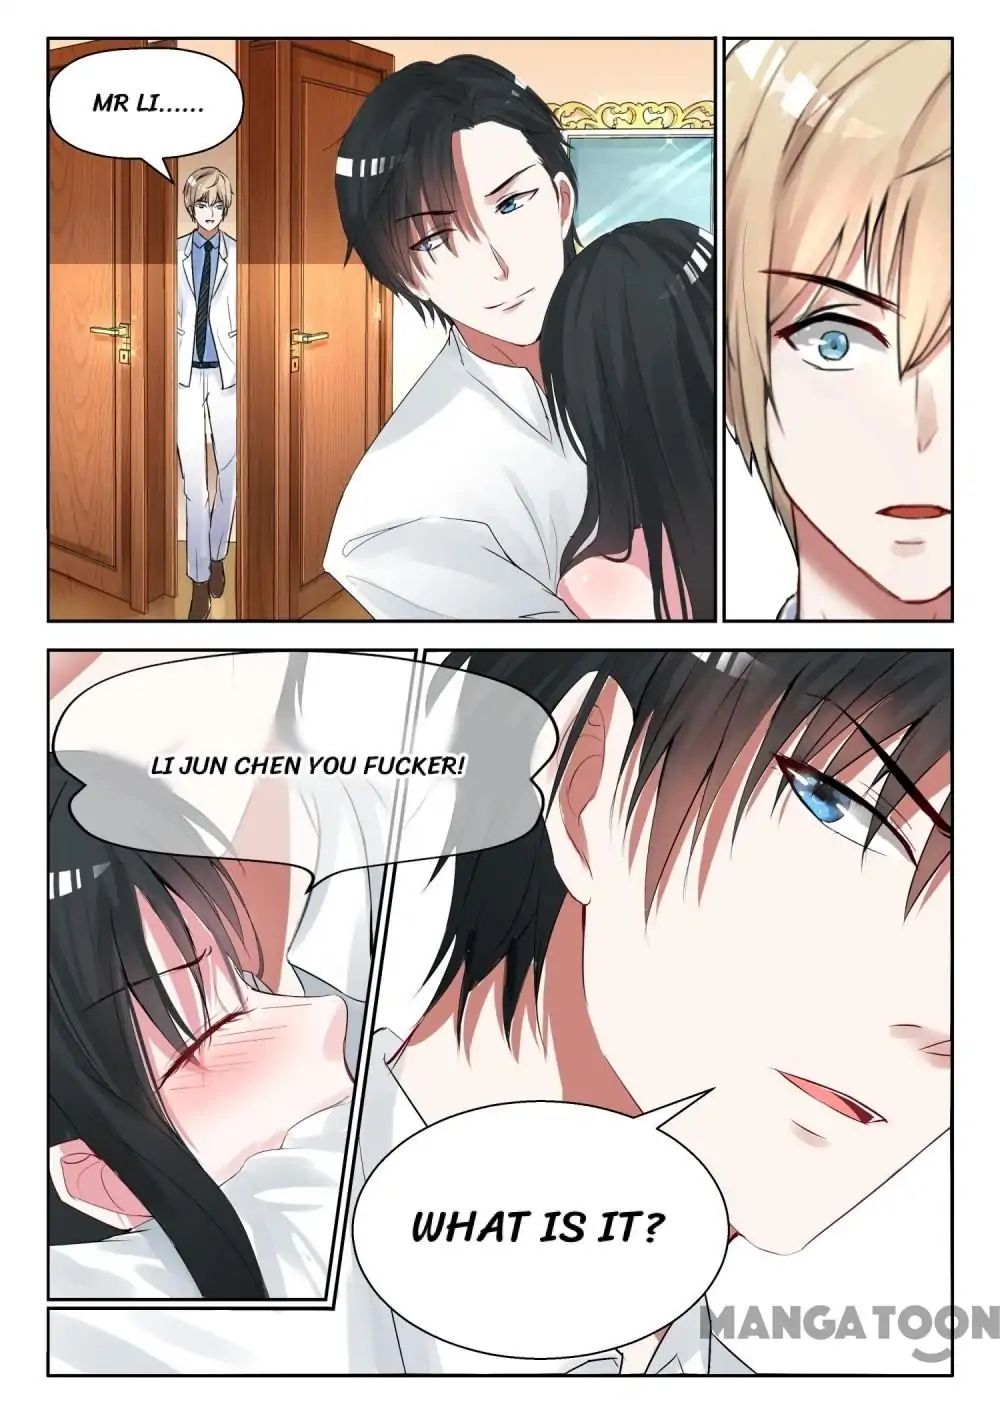 MR LI......
LI JUN CHEN YOU FUCKER!
WHAT IS IT?
MANGATOON